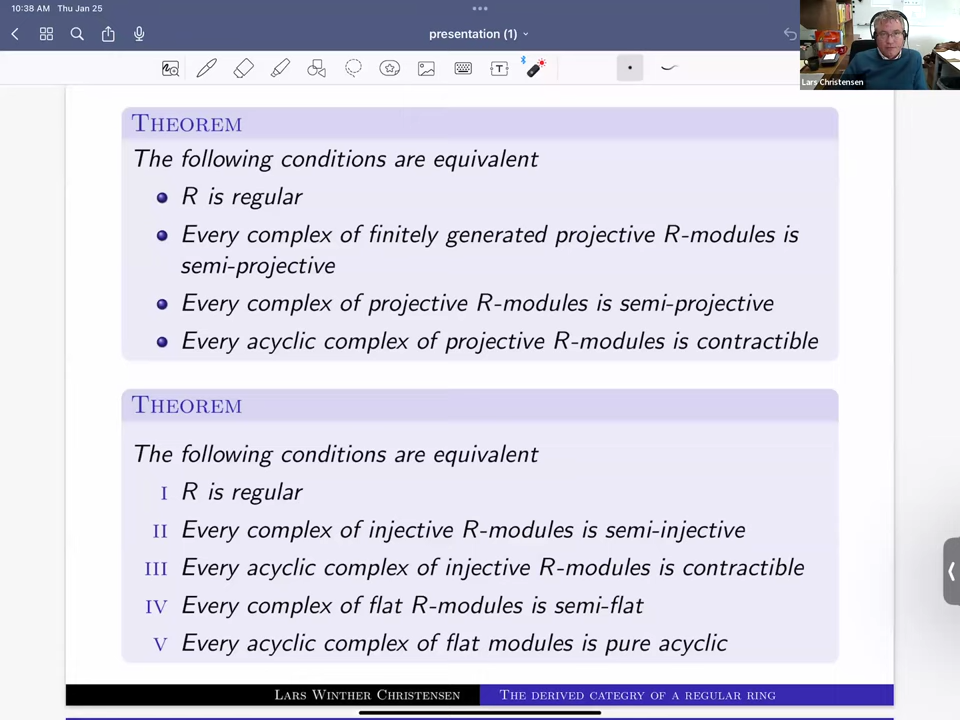 10:38 AM Thu Jan 25
presentation (1)
Lars Christensen
THEOREM
The following conditions are equivalent
R is regular
Every complex of finitely generated projective R-modules is
semi-projective
Every complex of projective R-modules is semi-projective
Every acyclic complex of projective R-modules is contractible
THEOREM
The following conditions are equivalent
I R is regular
II Every complex of injective R-modules is semi-injective
III Every acyclic complex of injective R-modules is contractible
IV Every complex of flat R-modules is semi-flat
V Every acyclic complex of flat modules is pure acyclic
LARS WINTHER CHRISTENSEN THE DERIVED CATEGRY OF A REGULAR RING